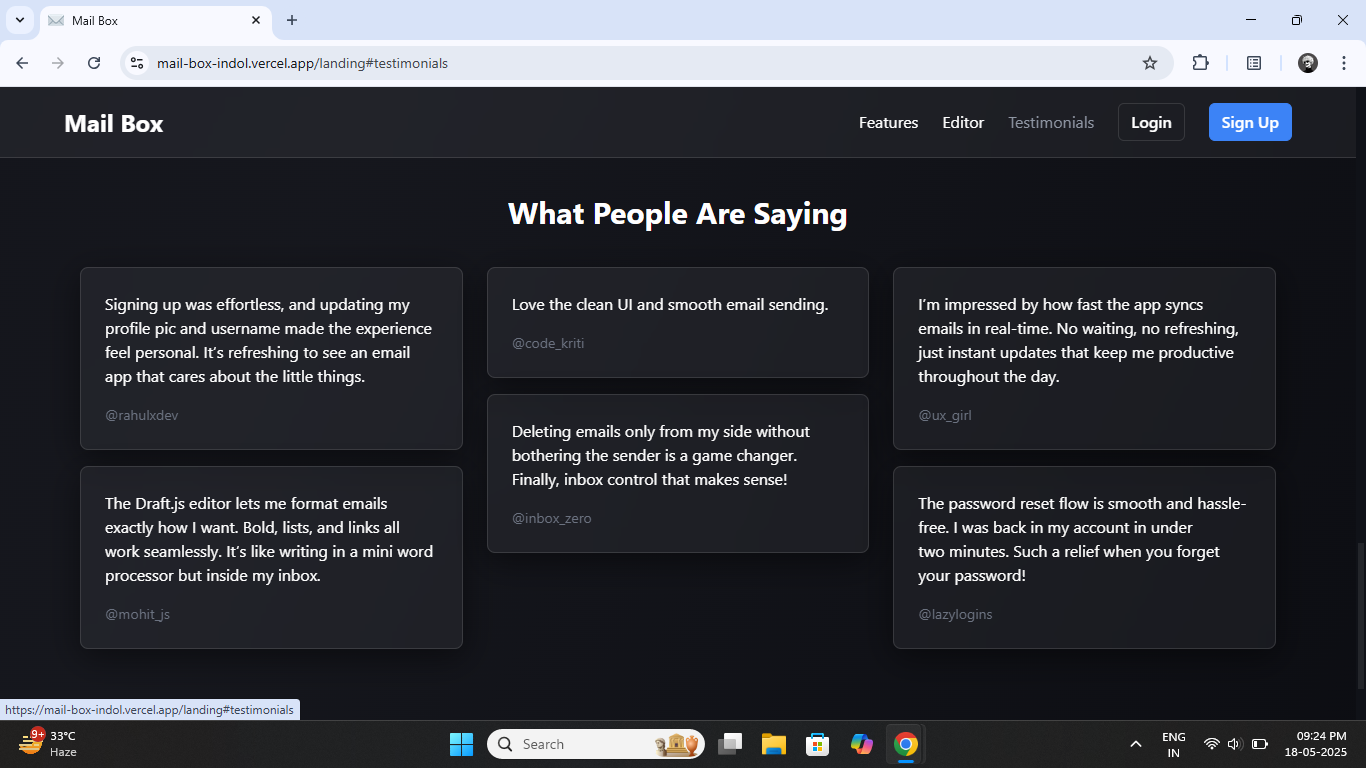 Mail Box
mail-box-indol.vercel.app/landing#testimonials
Mail Box
Features
Editor
Testimonials
Login
Sign Up
What People Are Saying
Signing up was effortless, and updating my
profile pic and username made the experience
feel personal. It’s refreshing to see an email
app that cares about the little things.
@rahulxdev
The Draft.js editor lets me format emails
exactly how I want. Bold, lists, and links all
work seamlessly. It’s like writing in a mini word
processor but inside my inbox.
@mohit_js
Love the clean UI and smooth email sending.
@code_kriti
Deleting emails only from my side without
bothering the sender is a game changer.
Finally, inbox control that makes sense!
@inbox_zero
I’m impressed by how fast the app syncs
emails in real-time. No waiting, no refreshing,
just instant updates that keep me productive
throughout the day.
@ux_girl
The password reset flow is smooth and hassle-
free. I was back in my account in under
two minutes. Such a relief when you forget
your password!
@lazylogins
https://mail-box-indol.vercel.app/landing#testimonials
9+
33°C
Haze
Search
ENG
IN
09:24 PM
18-05-2025